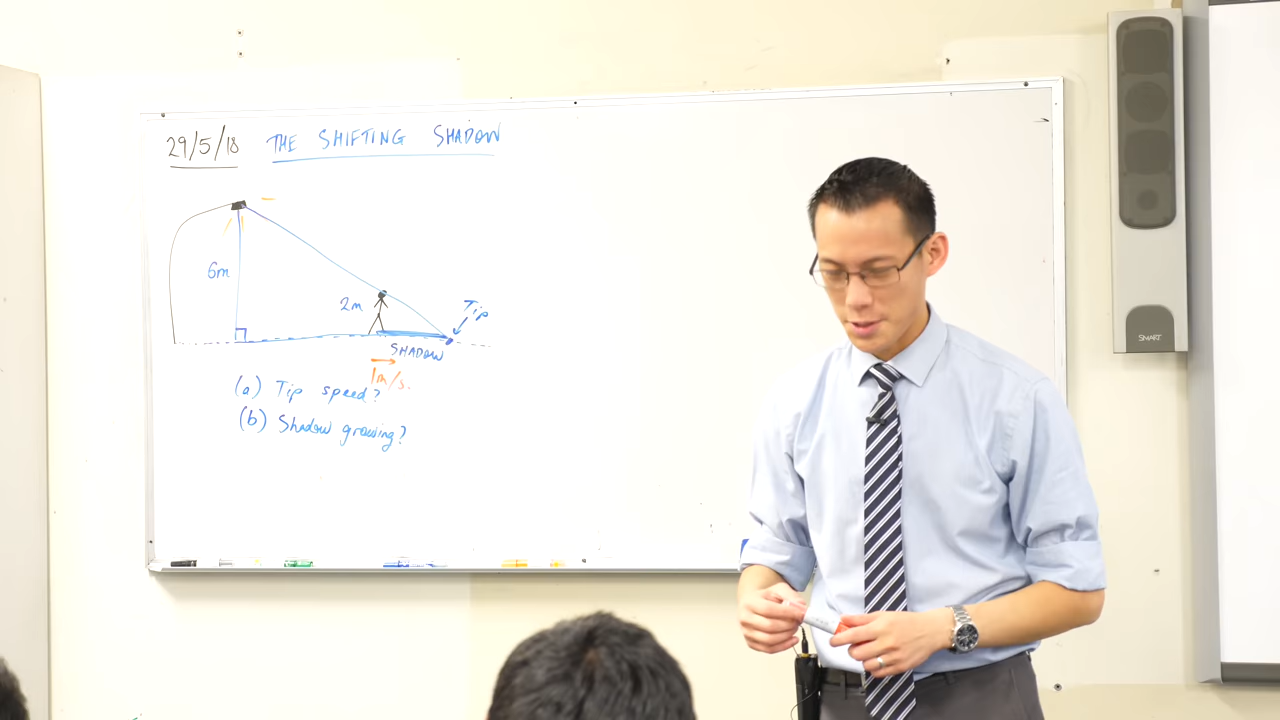 29/5/18 THE SHIFTING SHADOW
6m
2m
Tip
SHADOW
1m/s.
(a) Tip speed?
(b) Shadow growing?
SMART